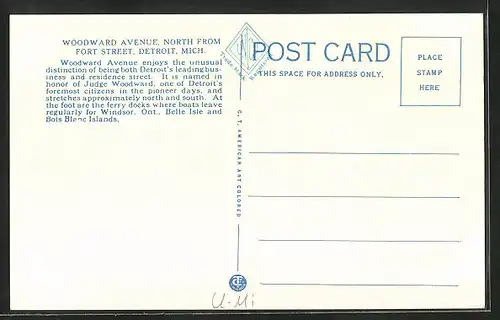 WOODWARD AVENUE, NORTH FROM
FORT STREET, DETROIT, MICH.
Woodward Avenue enjoys the unusual
distinction of being both Detroit's leading bus-
iness and residence street. It is named in
honor of Judge Woodward, one of Detroit's
foremost citizens in the pioneer days, and
stretches approximately north and south. At
the foot are the ferry docks where boats leave
regularly for Windsor, Ont., Belle Isle and
Bois Blanc Islands.
POST CARD
THIS SPACE FOR ADDRESS ONLY.
PLACE
STAMP
HERE
C. T. AMERICAN ART COLORED
U-Mi